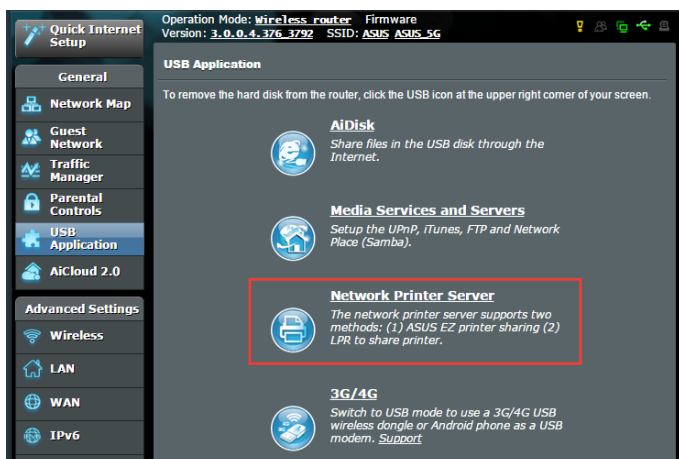 Quick Internet
Setup
General
Network Map
Guest
Network
Traffic
Manager
Parental
Controls
USB
Application
AiCloud 2.0
Advanced Settings
Wireless
LAN
WAN
IPv6
Operation Mode: Wireless router Firmware
Version: 3.0.0.4.376_3792 SSID: ASUS ASUS_5G
USB Application
To remove the hard disk from the router, click the USB icon at the upper right corner of your screen.
AiDisk
Share files in the USB disk through the
Internet.
Media Services and Servers
Setup the UPnP, iTunes, FTP and Network
Place (Samba).
Network Printer Server
The network printer server supports two
methods: (1) ASUS EZ printer sharing (2)
LPR to share printer.
3G/4G
Switch to USB mode to use a 3G/4G USB
wireless dongle or Android phone as a USB
modem. Support